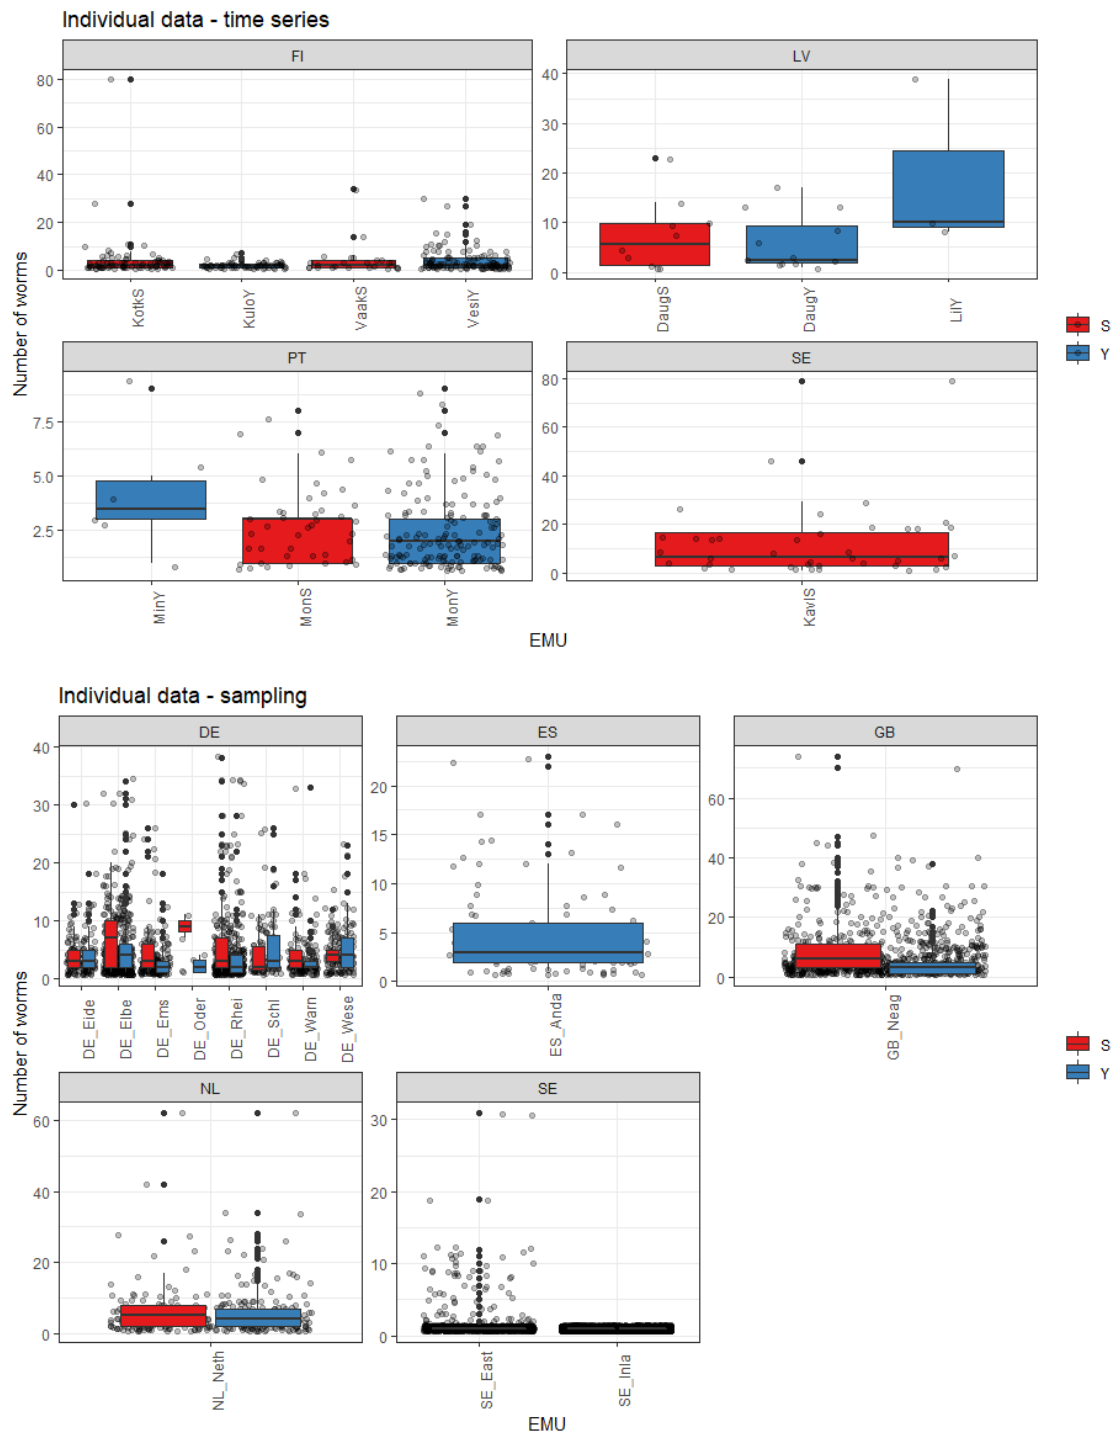 Individual data - time series
FI
LV
80
60
40
20
0
40
30
20
10
0
KotkS
KuloY
VaakS
VesiY
DaugS
DaugY
LilY
Number of worms
S
Y
PT
SE
7.5
5.0
2.5
80
60
40
20
0
MinY
MonS
MonY
KavlS
EMU
Individual data - sampling
DE
ES
GB
40
30
20
10
0
20
15
10
5
0
60
40
20
0
DE_Eide
DE_Elbe
DE_Ems
DE_Oder
DE_Rhei
DE_Schl
DE_Warn
DE_Wese
ES_Anda
GB_Neag
Number of worms
S
Y
NL
SE
60
40
20
0
30
20
10
0
NL_Neth
SE_East
SE_Inla
EMU